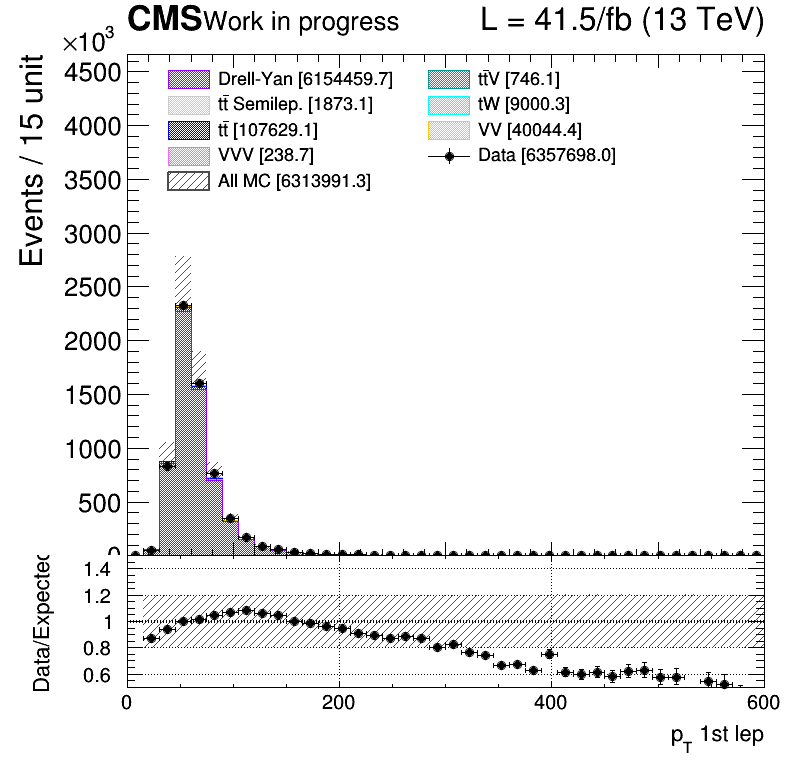 CMS Work in progress L = 41.5/fb (13 TeV)
×10³
Events / 15 unit
4500
4000
3500
3000
2500
2000
1500
1000
500
0
Drell-Yan [6154459.7]
tt̄ Semilep. [1873.1]
tt̄ [107629.1]
VVV [238.7]
All MC [6313991.3]
tt̄V [746.1]
tW [9000.3]
VV [40044.4]
Data [6357698.0]
Data/Expected
1.4
1.2
1
0.8
0.6
0 200 400 600
p_T 1st lep